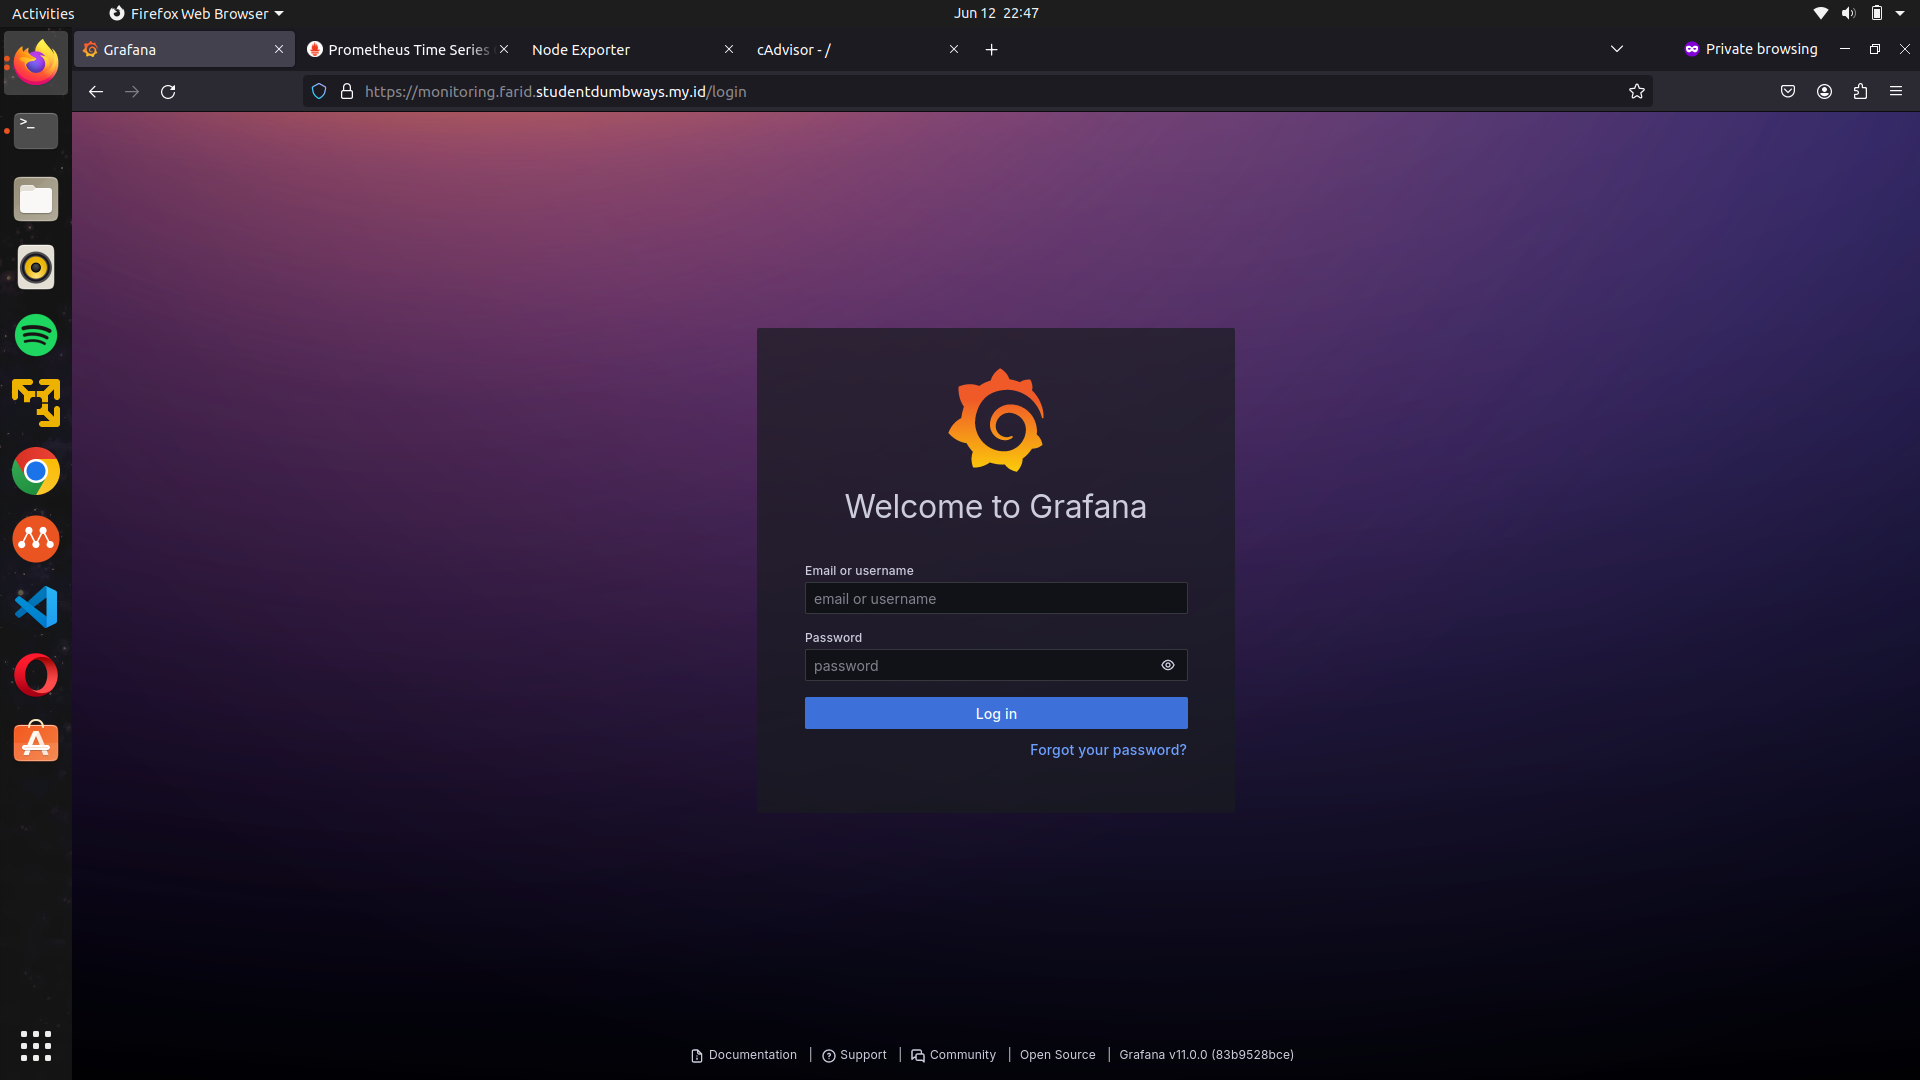 Activities
Firefox Web Browser
Jun 12 22:47
Grafana
Prometheus Time Series
Node Exporter
cAdvisor - /
Private browsing
https://monitoring.farid.studentdumbways.my.id/login
>_
Welcome to Grafana
Email or username
email or username
Password
password
Log in
Forgot your password?
Documentation | Support | Community | Open Source | Grafana v11.0.0 (83b9528bce)